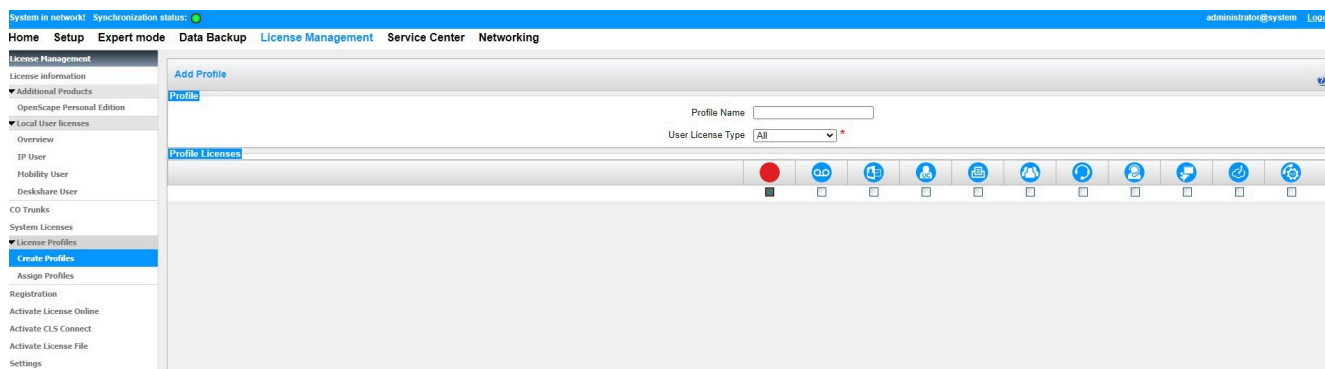 System in network! Synchronization status:
administrator@system
Home Setup Expert mode Data Backup License Management Service Center Networking
License Management
License information
Additional Products
OpenScape Personal Edition
Local User licenses
Overview
IP User
Mobility User
Deskshare User
CO Trunks
System Licenses
License Profiles
Create Profiles
Assign Profiles
Registration
Activate License Online
Activate CLS Connect
Activate License File
Settings
Add Profile
Profile
Profile Name
User License Type All *
Profile Licenses